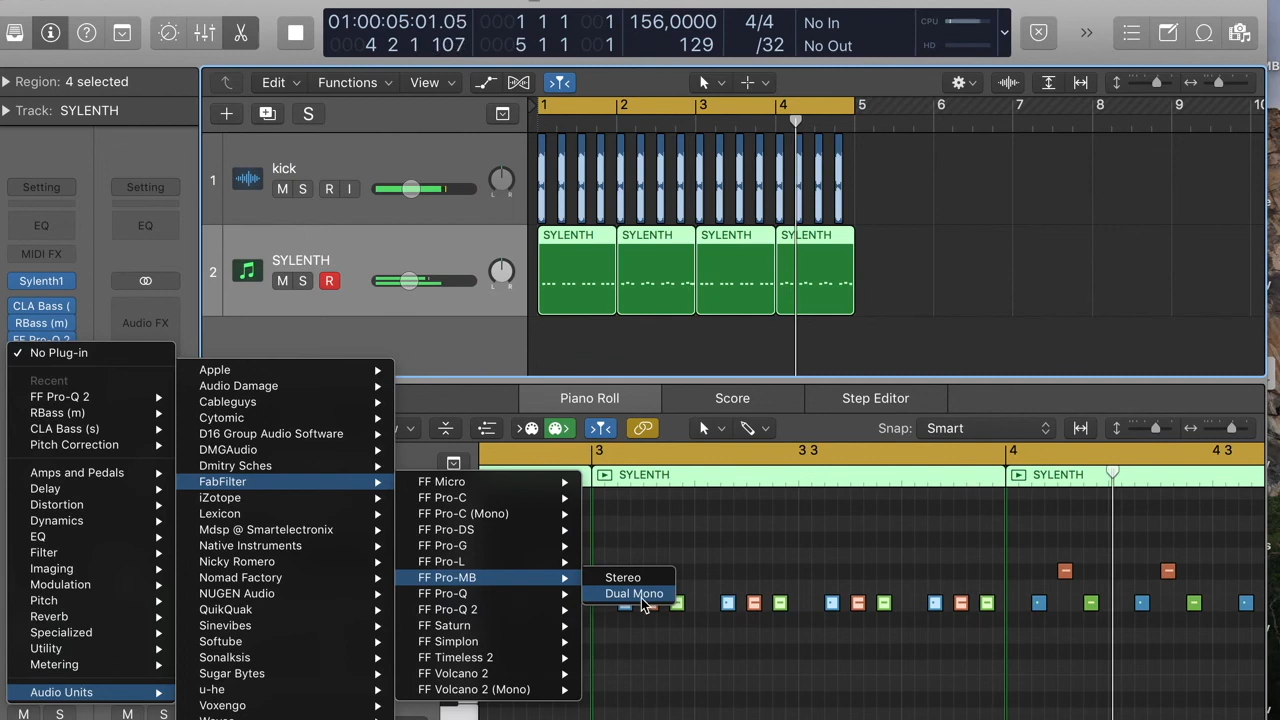 01:00:05:01.05
4 2 1 107
1 1 1
5 1 1
1
1
156,0000
129
4/4
/32
No In
No Out
CPU
HD
Region: 4 selected
Track: SYLENTH
Edit
Functions
View
S
1 2 3 4 5 6 7 8 9 10
Setting
Setting
EQ
EQ
MIDI FX
Sylenth1
CLA Bass (
RBass (m)
FF Pro-Q 2
Audio FX
1
kick
M S R I
L R
2
SYLENTH
M S R
L R
SYLENTH SYLENTH SYLENTH SYLENTH
✓ No Plug-in
Recent
FF Pro-Q 2
RBass (m)
CLA Bass (s)
Pitch Correction
Amps and Pedals
Delay
Distortion
Dynamics
EQ
Filter
Imaging
Modulation
Pitch
Reverb
Specialized
Utility
Metering
Audio Units
M S M S
Apple
Audio Damage
Cableguys
Cytomic
D16 Group Audio Software
DMGAudio
Dmitry Sches
FabFilter
iZotope
Lexicon
Mdsp @ Smartelectronix
Native Instruments
Nicky Romero
Nomad Factory
NUGEN Audio
QuikQuak
Sinevibes
Softube
Sonalksis
Sugar Bytes
u-he
Voxengo
Waves
FF Micro
FF Pro-C
FF Pro-C (Mono)
FF Pro-DS
FF Pro-G
FF Pro-L
FF Pro-MB
FF Pro-Q
FF Pro-Q 2
FF Saturn
FF Simplon
FF Timeless 2
FF Volcano 2
FF Volcano 2 (Mono)
Stereo
Dual Mono
Piano Roll
Score
Step Editor
Snap: Smart
3 3 3 4 4 3
SYLENTH SYLENTH